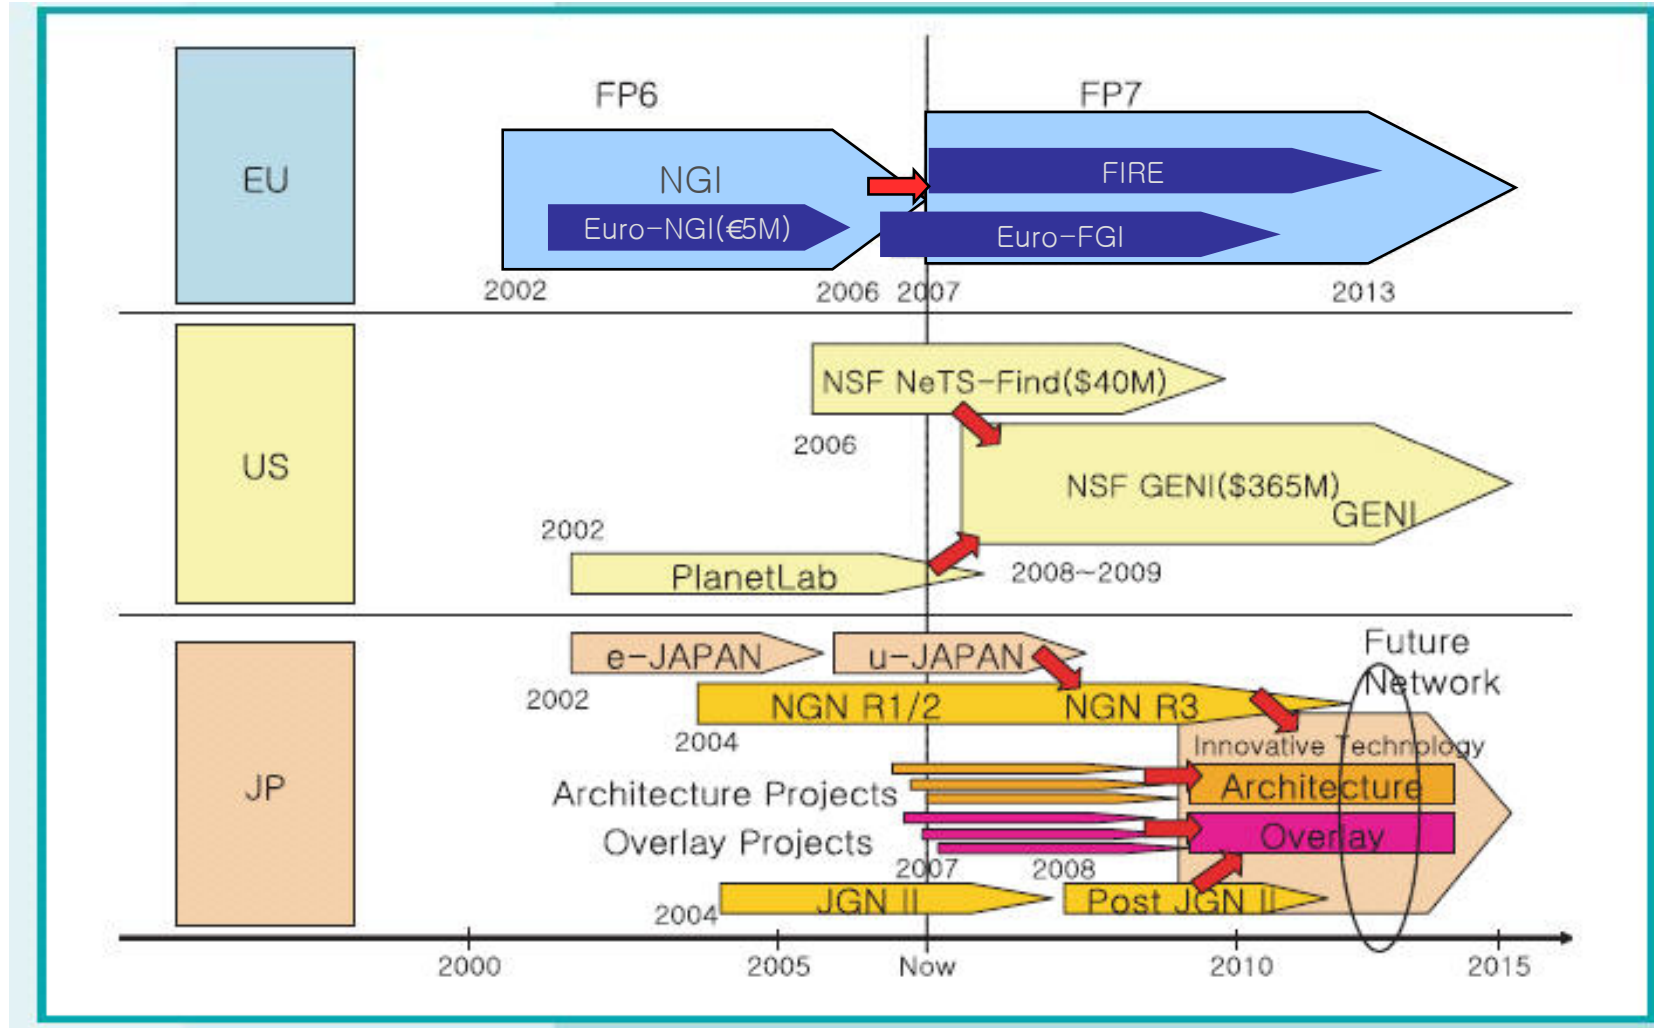 FP6
FP7
EU
NGI
FIRE
Euro-NGI(€5M)
Euro-FGI
2002
2006
2007
2013
US
NSF NeTS-Find($40M)
2006
NSF GENI($365M)
GENI
2002
PlanetLab
2008~2009
JP
e-JAPAN
u-JAPAN
Future
Network
2002
NGN R1/2
NGN R3
2004
Innovative Technology
Architecture Projects
Architecture
Overlay Projects
Overlay
2007
2008
2004
JGN II
Post JGN II
2000
2005
Now
2010
2015